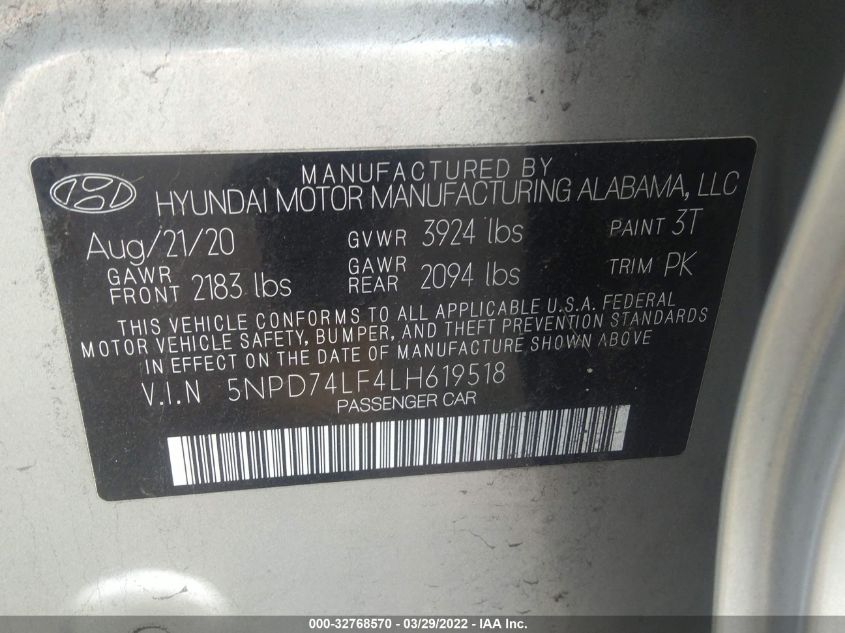 MANUFACTURED BY
HYUNDAI MOTOR MANUFACTURING ALABAMA, LLC
Aug/21/20 GVWR 3924 lbs PAINT 3T
GAWR FRONT 2183 lbs GAWR REAR 2094 lbs TRIM PK
THIS VEHICLE CONFORMS TO ALL APPLICABLE U.S.A. FEDERAL
MOTOR VEHICLE SAFETY, BUMPER, AND THEFT PREVENTION STANDARDS
IN EFFECT ON THE DATE OF MANUFACTURE SHOWN ABOVE.
V.I.N 5NPD74LF4LH619518
PASSENGER CAR
000-32768570 - 03/29/2022 - IAA Inc.